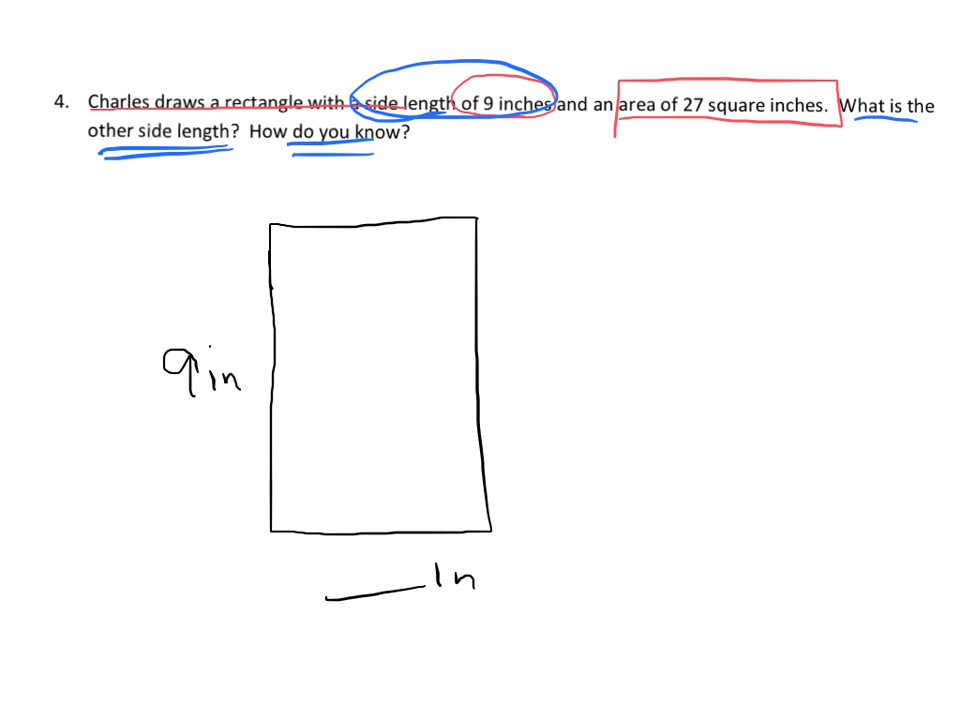 4. Charles draws a rectangle with a side length of 9 inches and an area of 27 square inches. What is the
other side length? How do you know?
9 in
___ in